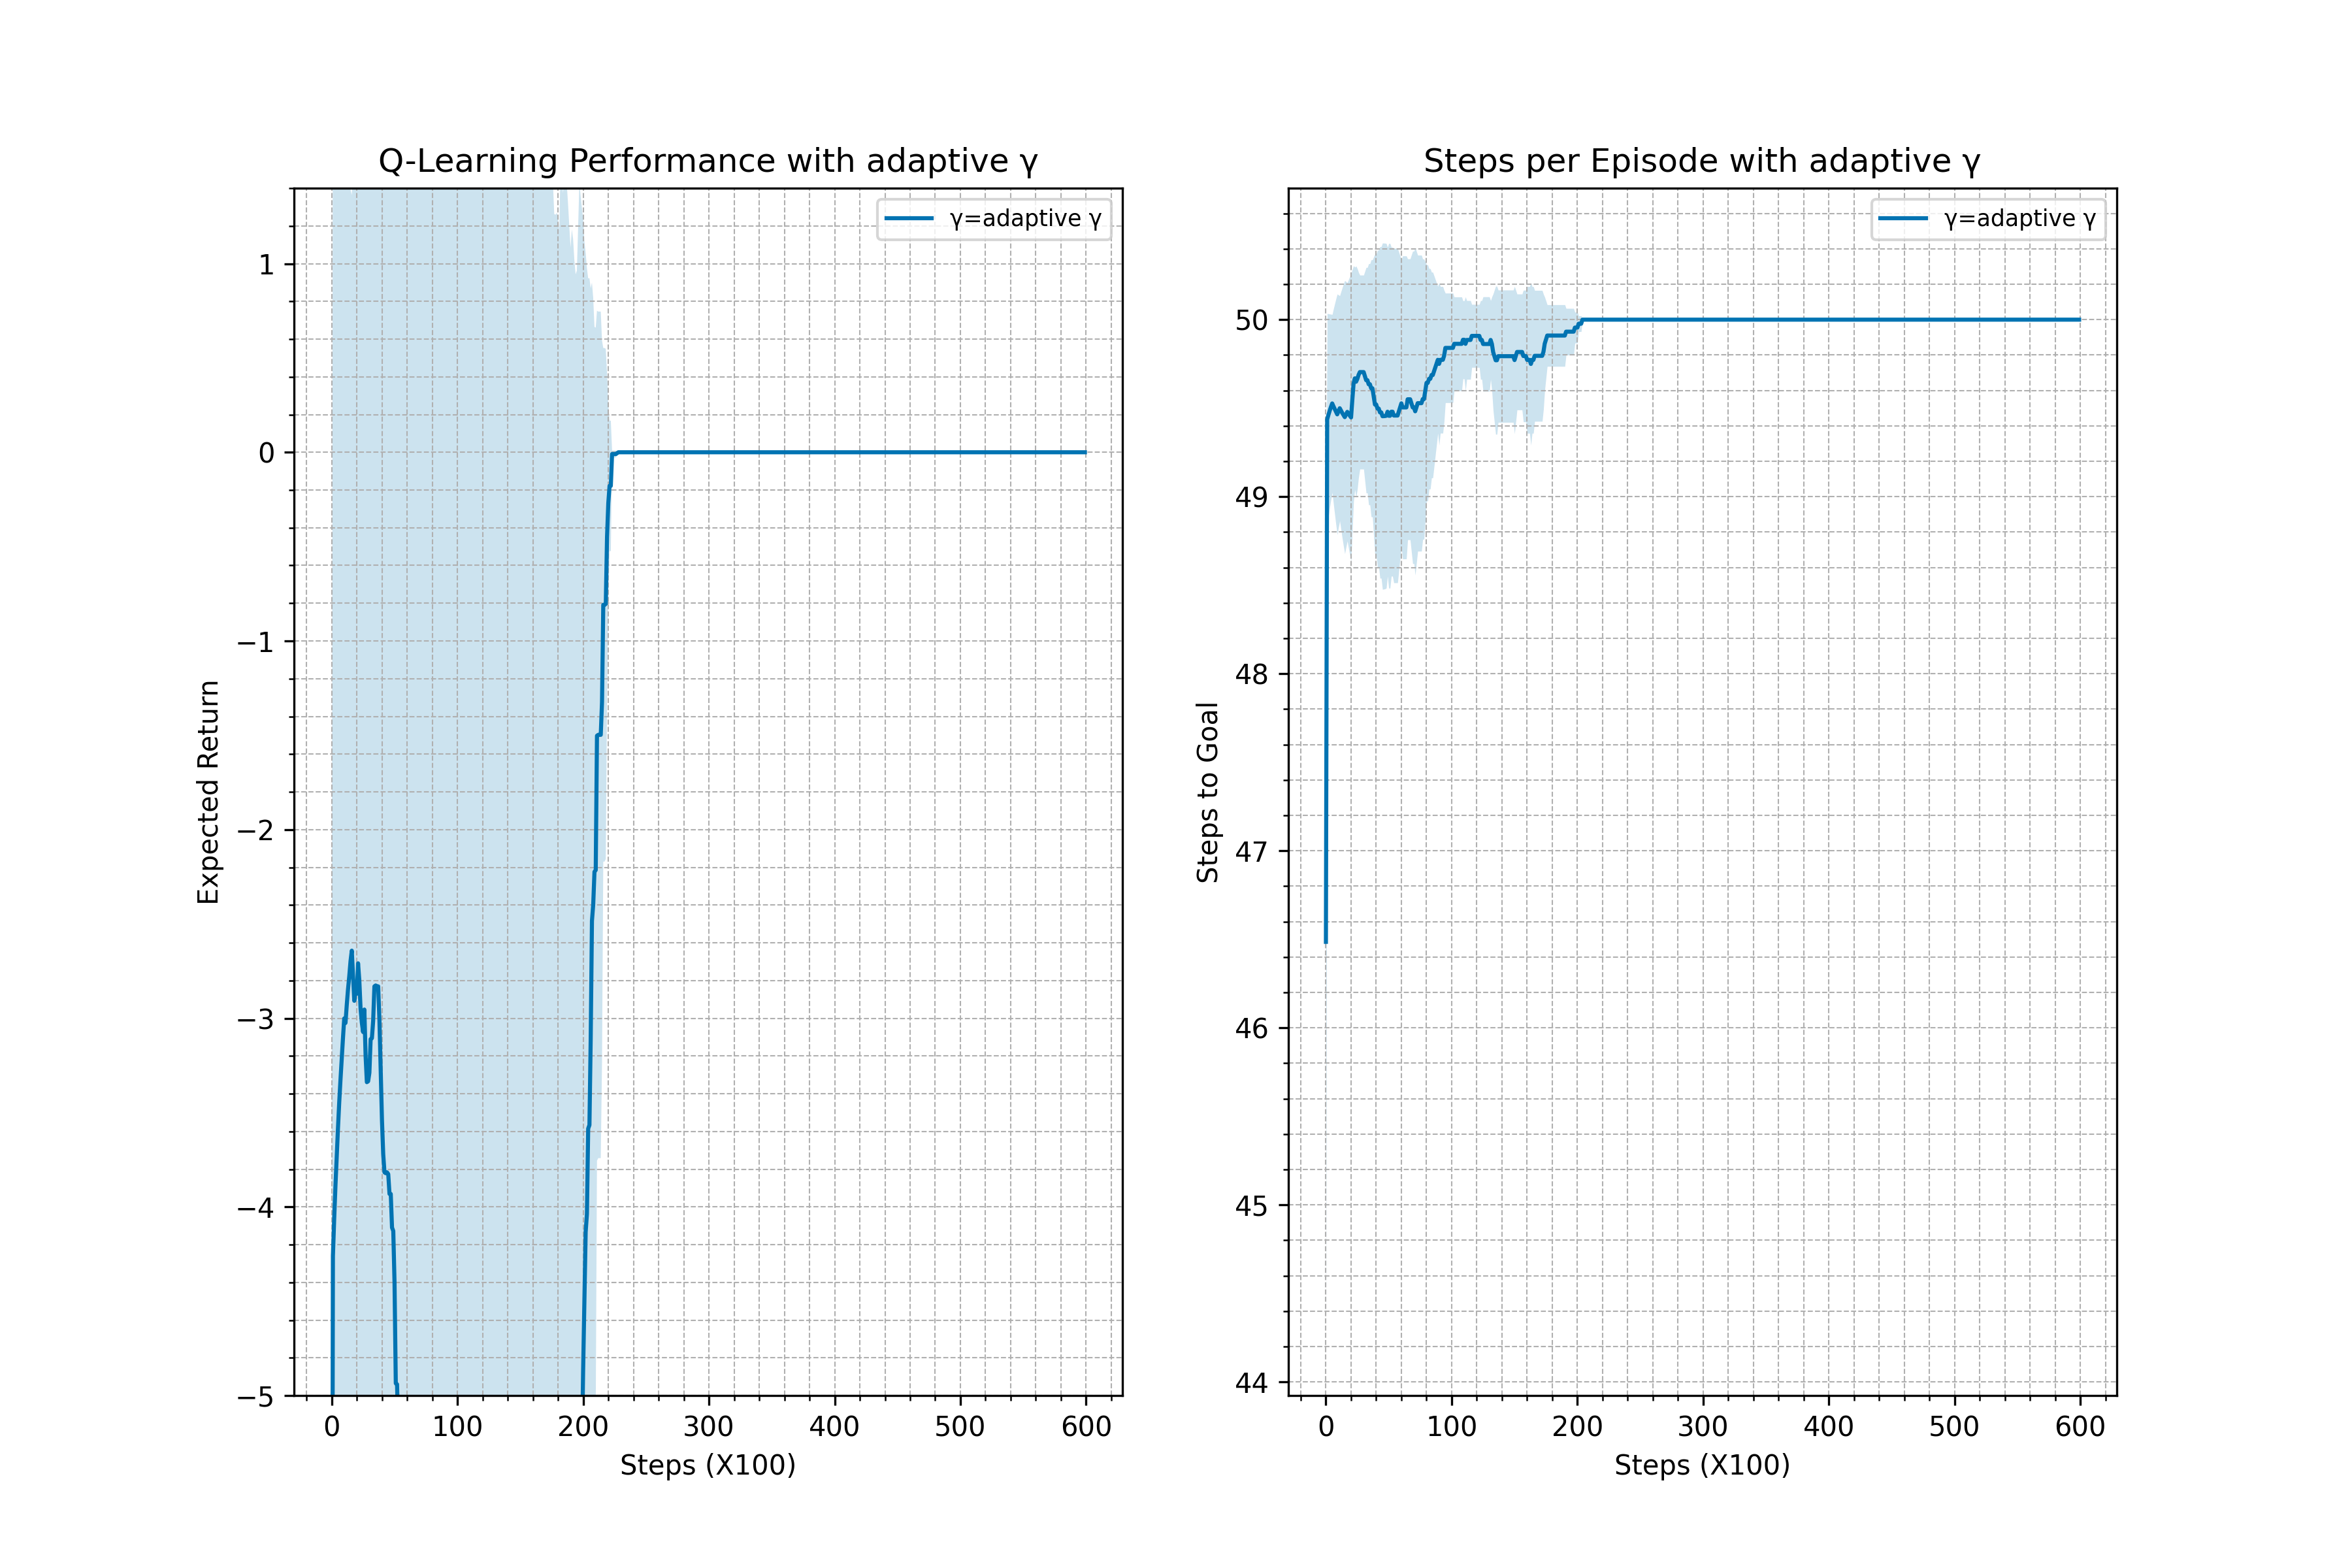 Q-Learning Performance with adaptive γ
γ=adaptive γ
1
0
−1
−2
−3
−4
−5
Expected Return
0 100 200 300 400 500 600
Steps (X100)
Steps per Episode with adaptive γ
γ=adaptive γ
50
49
48
47
46
45
44
Steps to Goal
0 100 200 300 400 500 600
Steps (X100)